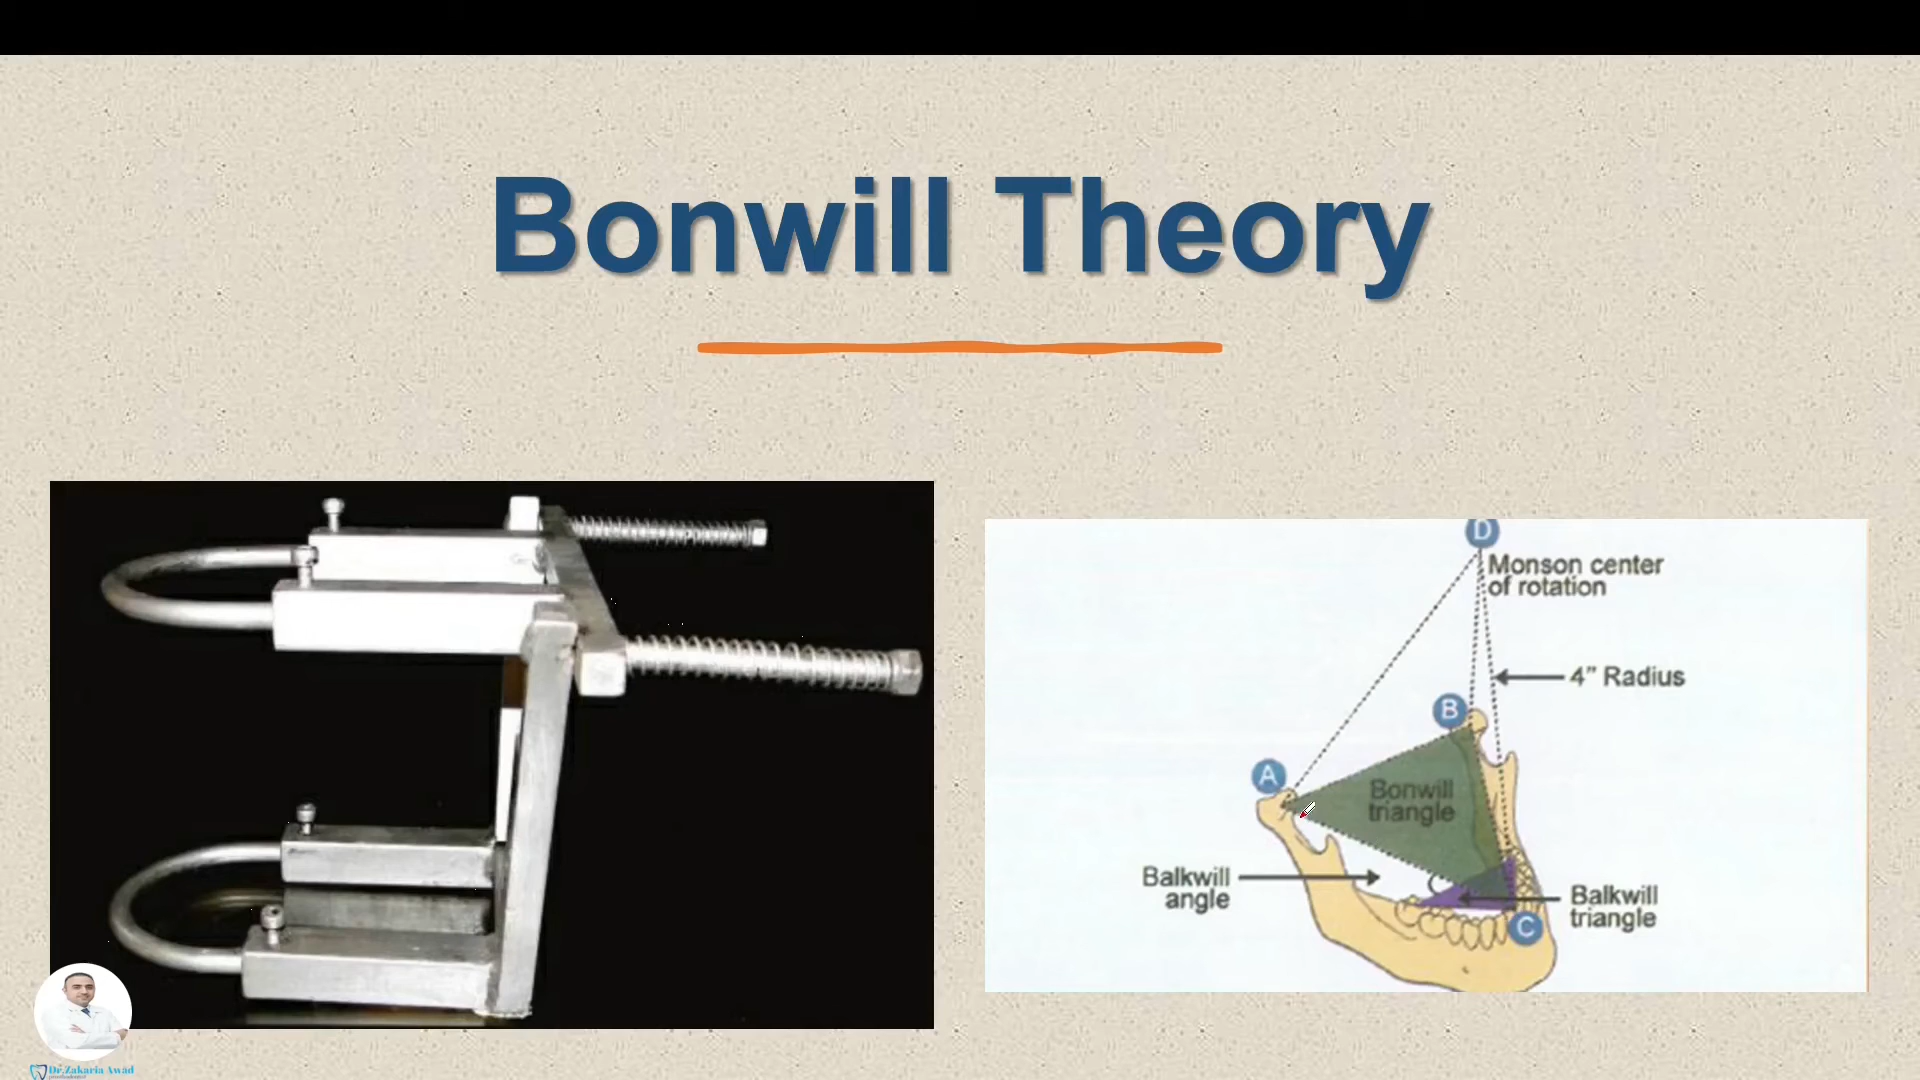 Bonwill Theory
D
Monson center
of rotation
4” Radius
B
A
Bonwill
triangle
Balkwill
angle
Balkwill
triangle
C
Dr.Zakaria Awad